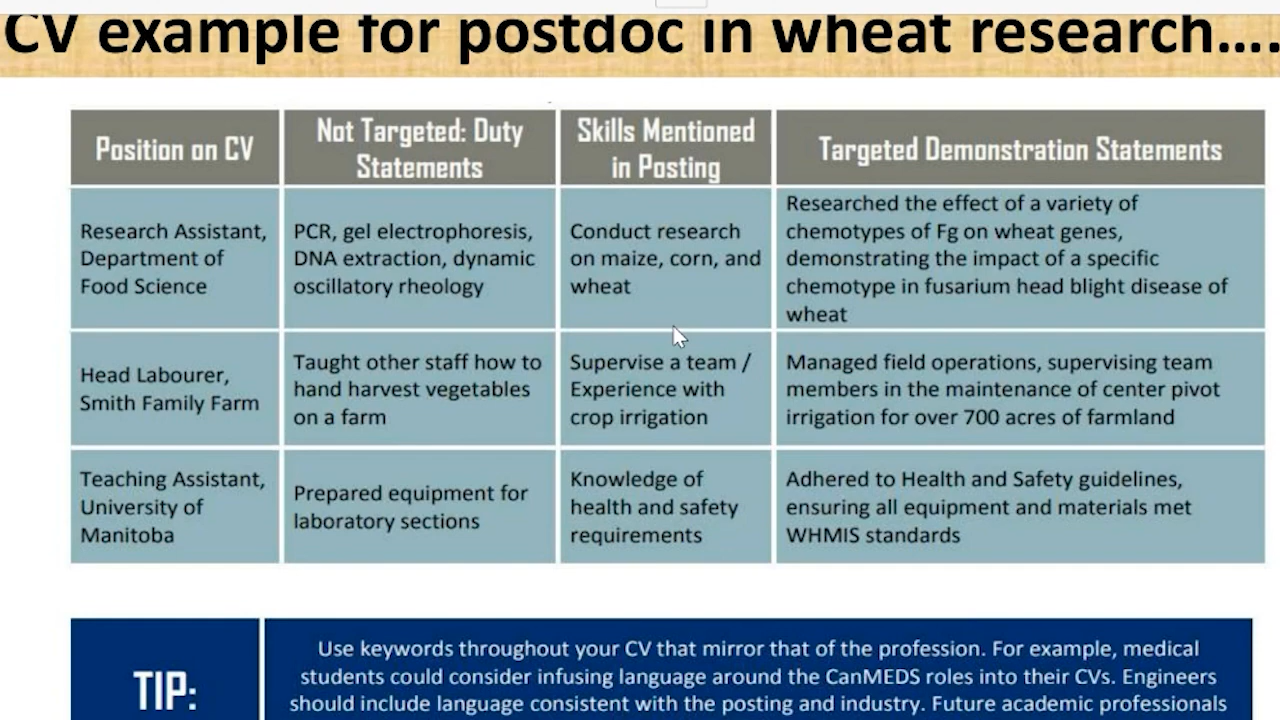 CV example for postdoc in wheat research....
Position on CV
Not Targeted: Duty
Statements
Skills Mentioned
in Posting
Targeted Demonstration Statements
Research Assistant,
Department of
Food Science
PCR, gel electrophoresis,
DNA extraction, dynamic
oscillatory rheology
Conduct research
on maize, corn, and
wheat
Researched the effect of a variety of
chemotypes of Fg on wheat genes,
demonstrating the impact of a specific
chemotype in fusarium head blight disease of
wheat
Head Labourer,
Smith Family Farm
Taught other staff how to
hand harvest vegetables
on a farm
Supervise a team /
Experience with
crop irrigation
Managed field operations, supervising team
members in the maintenance of center pivot
irrigation for over 700 acres of farmland
Teaching Assistant,
University of
Manitoba
Prepared equipment for
laboratory sections
Knowledge of
health and safety
requirements
Adhered to Health and Safety guidelines,
ensuring all equipment and materials met
WHMIS standards
TIP:
Use keywords throughout your CV that mirror that of the profession. For example, medical
students could consider infusing language around the CanMEDS roles into their CVs. Engineers
should include language consistent with the posting and industry. Future academic professionals